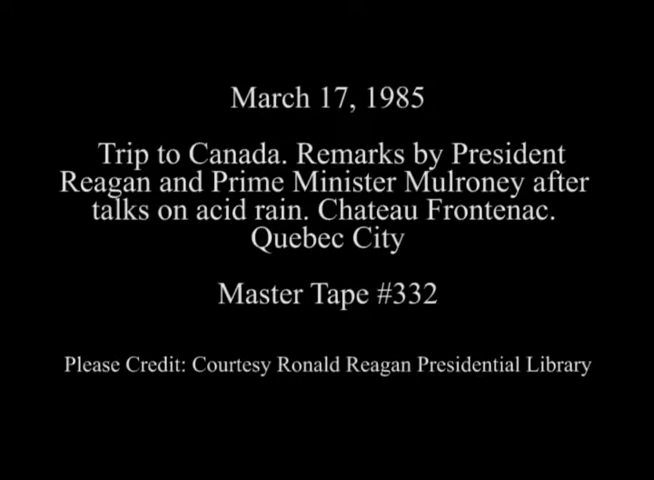 March 17, 1985
Trip to Canada. Remarks by President
Reagan and Prime Minister Mulroney after
talks on acid rain. Chateau Frontenac.
Quebec City
Master Tape #332
Please Credit: Courtesy Ronald Reagan Presidential Library